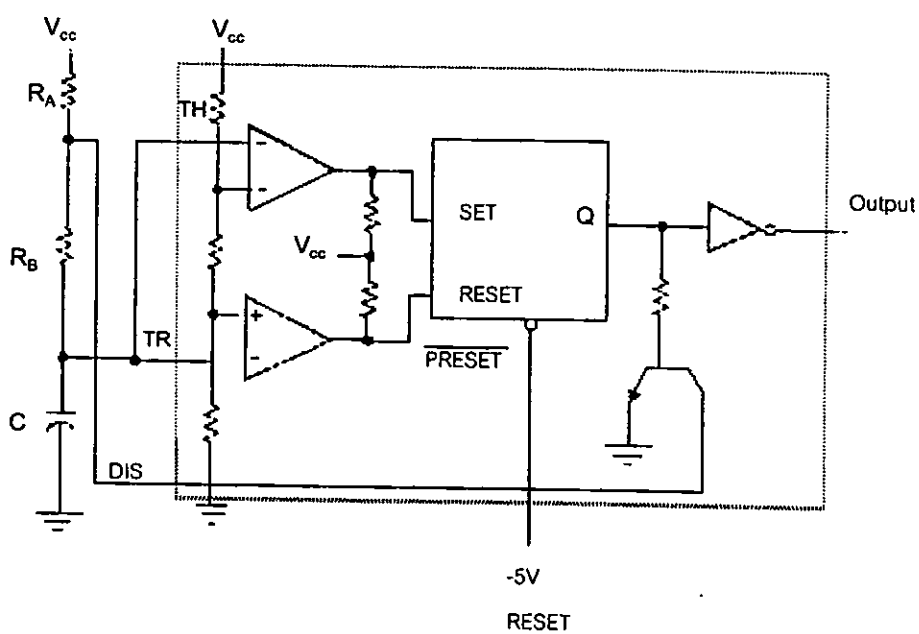 Vcc
Vcc
RA
TH
SET
Q
Output
RB
Vcc
RESET
TR
PRESET
C
DIS
-5V
RESET